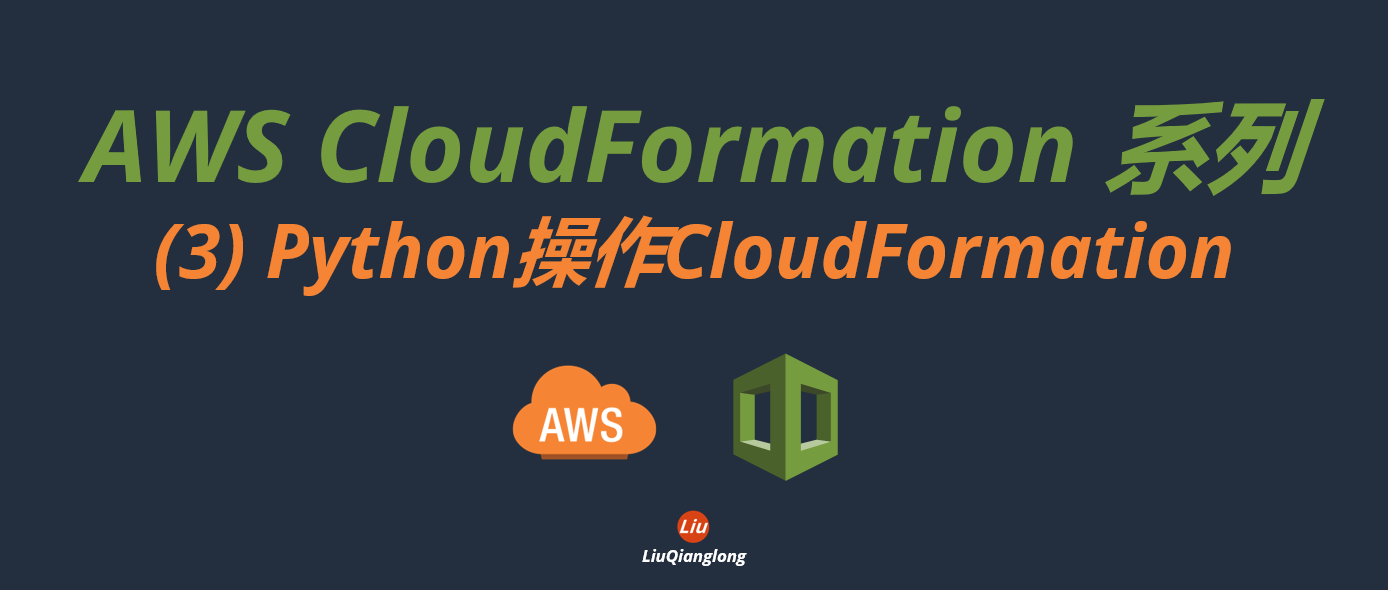 AWS CloudFormation 系列
(3) Python操作CloudFormation
AWS
Liu
LiuQianglong